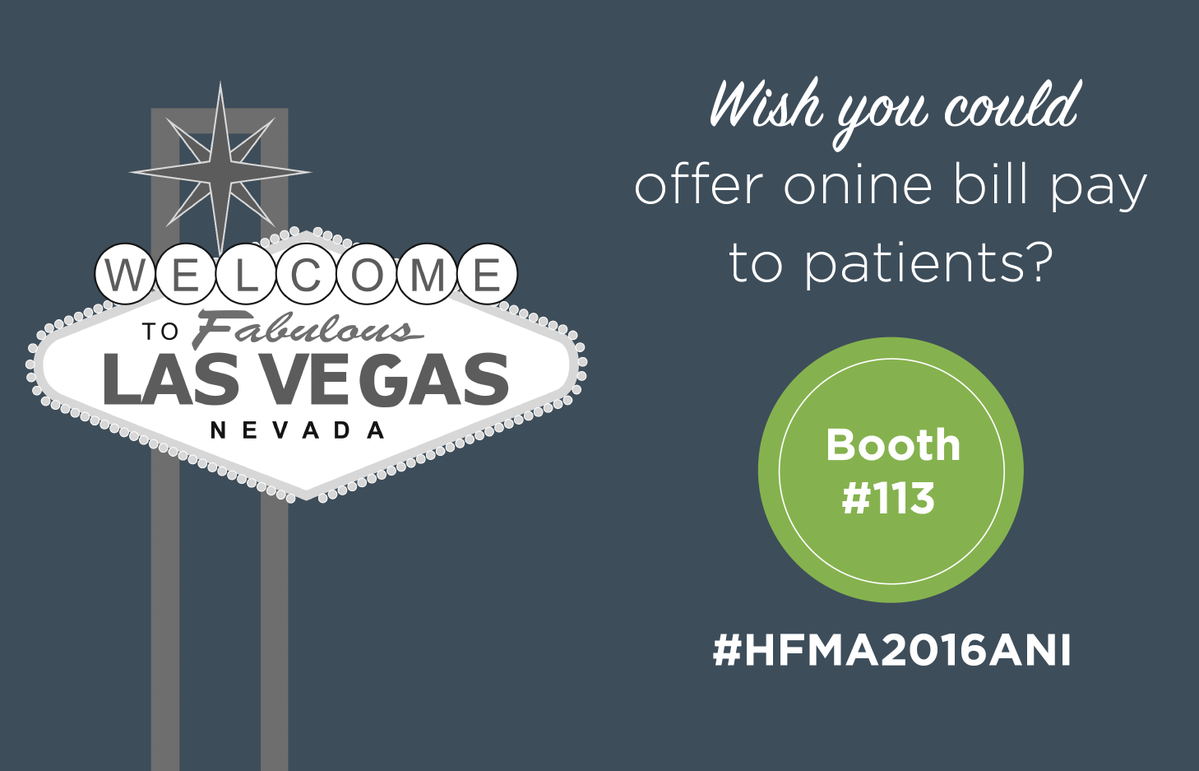 WELCOME
TO Fabulous
LAS VEGAS
NEVADA
Wish you could
offer onine bill pay
to patients?
Booth
#113
#HFMA2016ANI